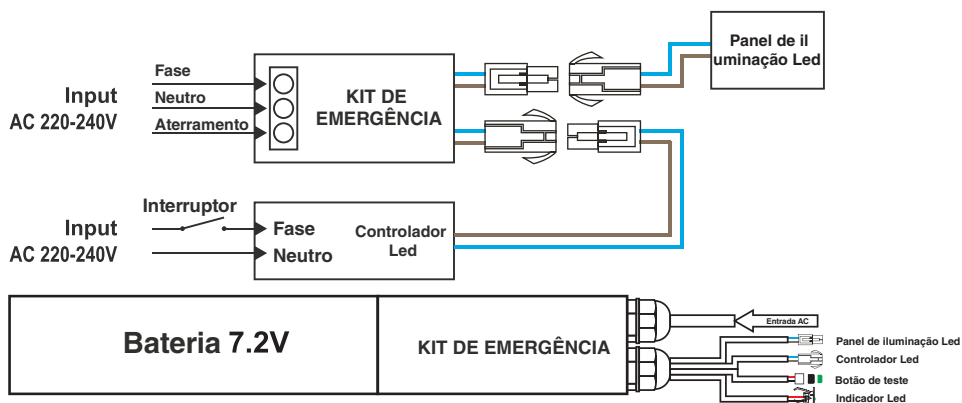 Panel de il
uminação Led
Fase
Input
AC 220-240V
Neutro
Aterramento
KIT DE
EMERGÊNCIA
Interruptor
Input
AC 220-240V
Fase
Neutro
Controlador
Led
Bateria 7.2V
KIT DE EMERGÊNCIA
Entrada AC
Panel de iluminação Led
Controlador Led
Botão de teste
Indicador Led